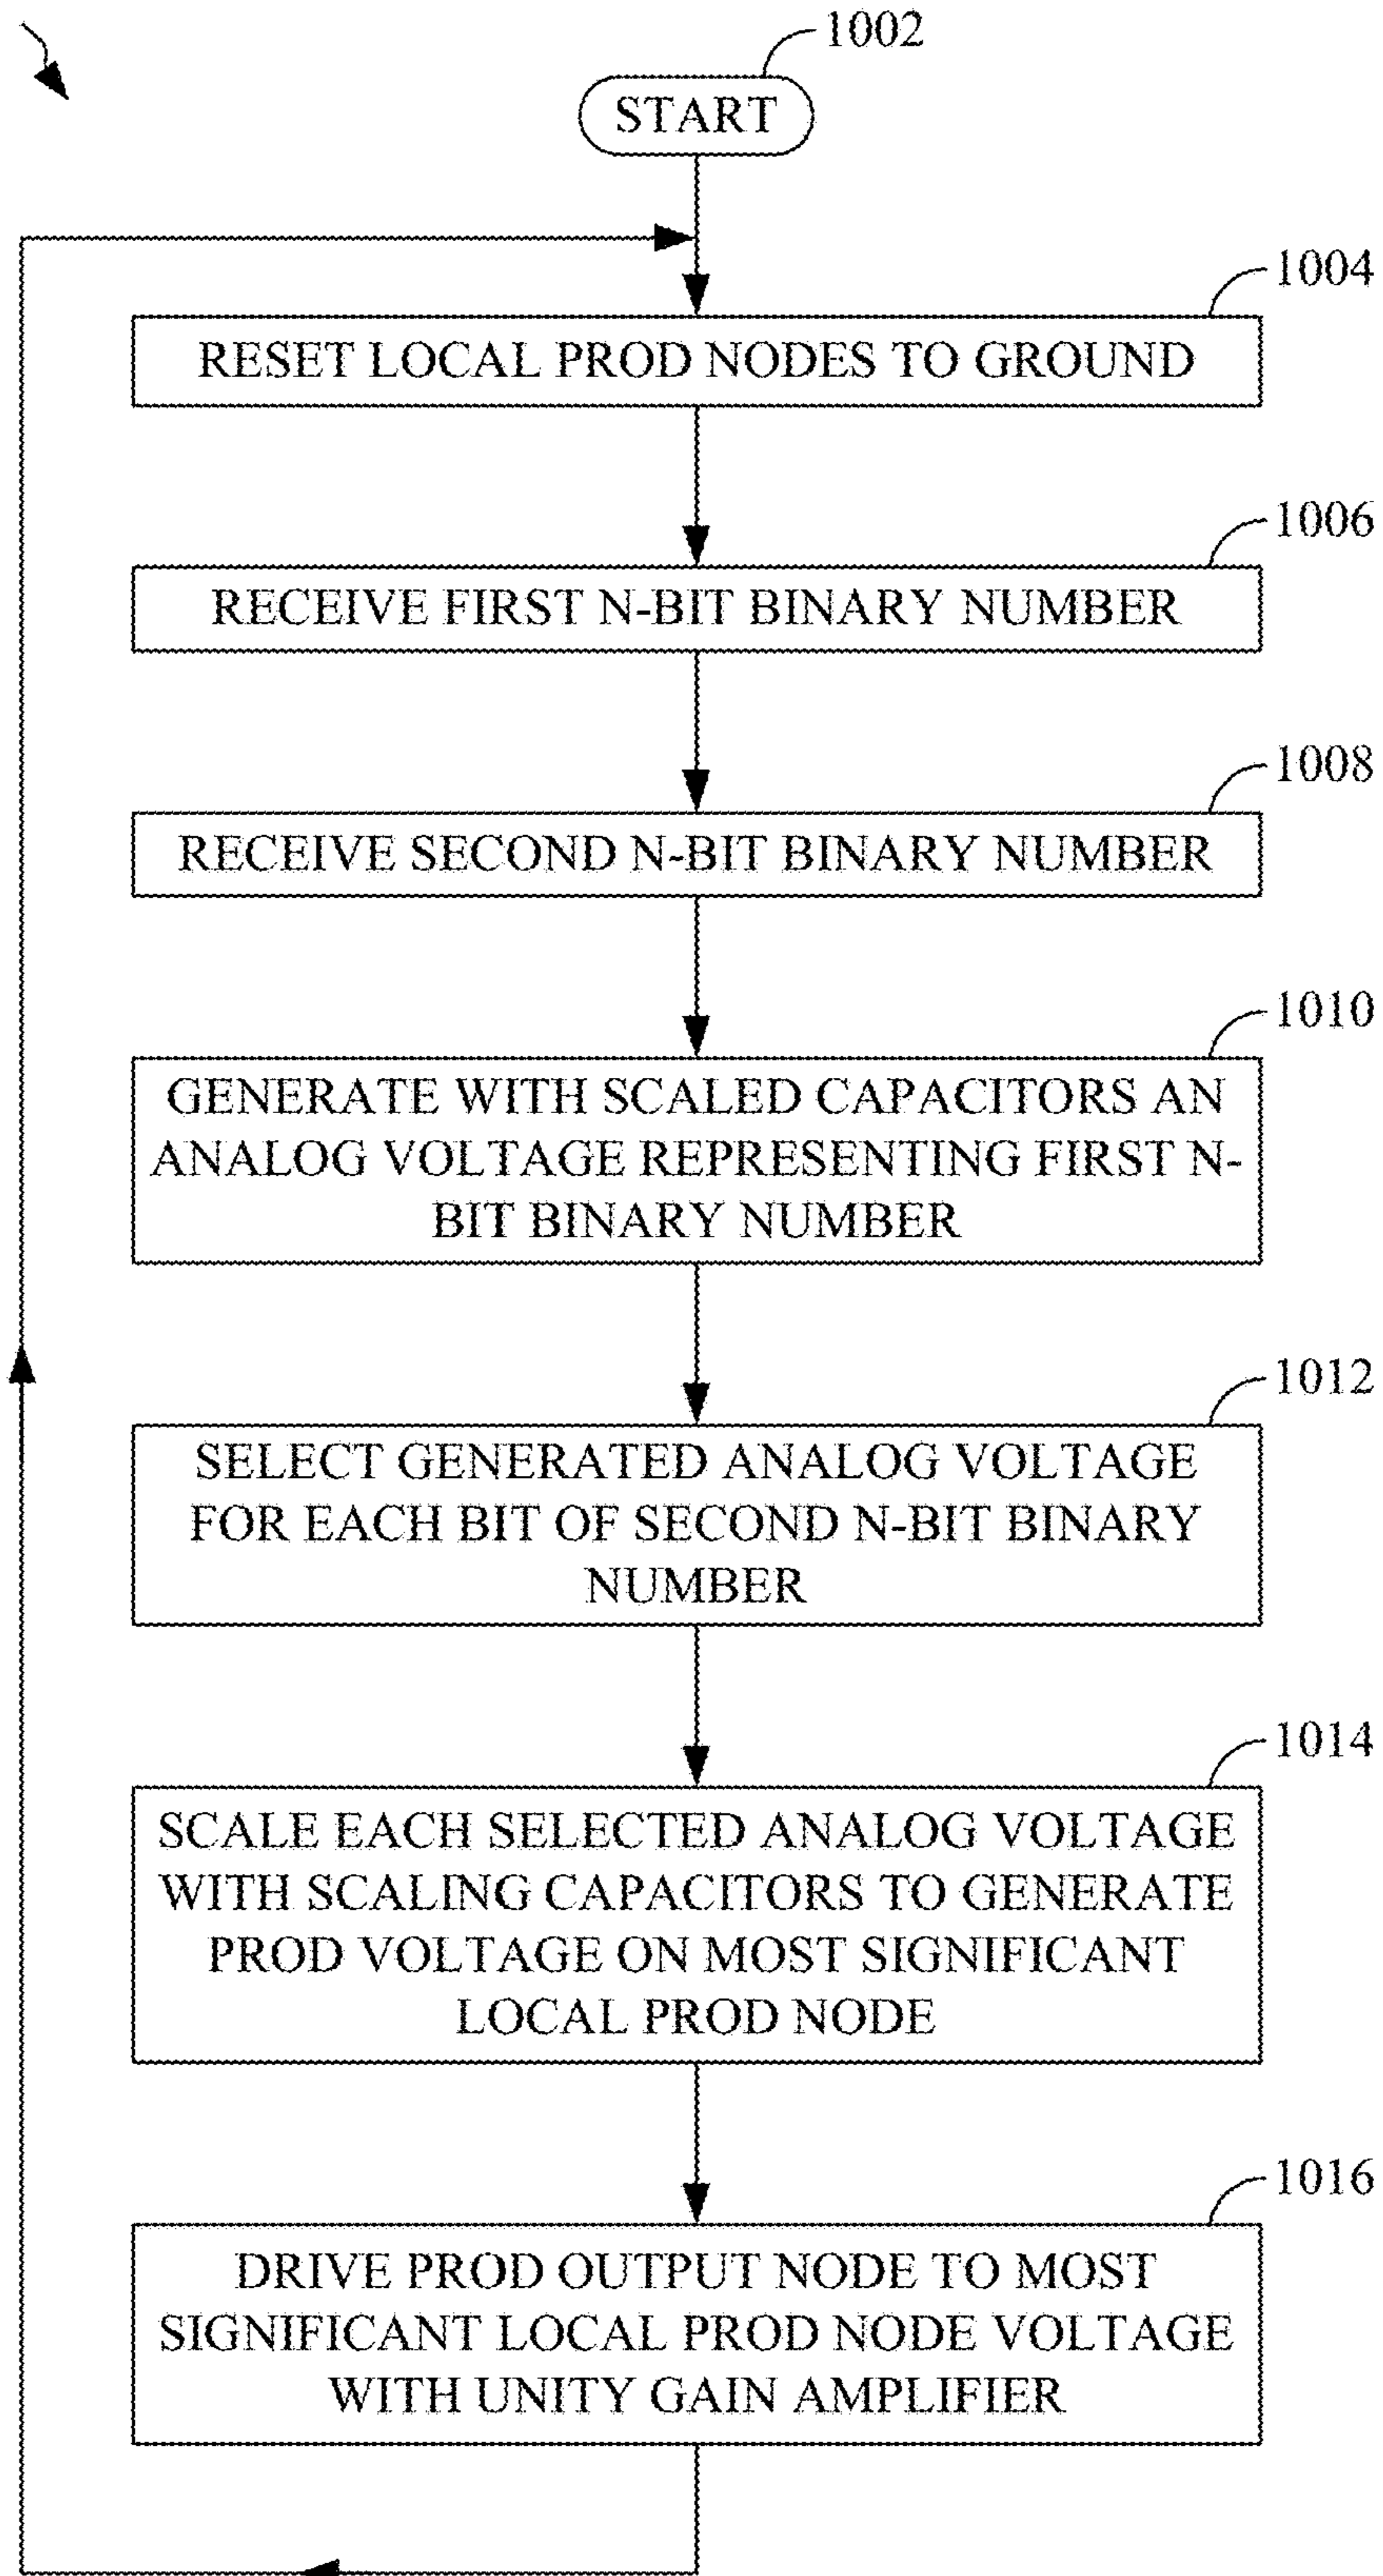 1002
START
1004
RESET LOCAL PROD NODES TO GROUND
1006
RECEIVE FIRST N-BIT BINARY NUMBER
1008
RECEIVE SECOND N-BIT BINARY NUMBER
1010
GENERATE WITH SCALED CAPACITORS AN
ANALOG VOLTAGE REPRESENTING FIRST N-
BIT BINARY NUMBER
1012
SELECT GENERATED ANALOG VOLTAGE
FOR EACH BIT OF SECOND N-BIT BINARY
NUMBER
1014
SCALE EACH SELECTED ANALOG VOLTAGE
WITH SCALING CAPACITORS TO GENERATE
PROD VOLTAGE ON MOST SIGNIFICANT
LOCAL PROD NODE
1016
DRIVE PROD OUTPUT NODE TO MOST
SIGNIFICANT LOCAL PROD NODE VOLTAGE
WITH UNITY GAIN AMPLIFIER